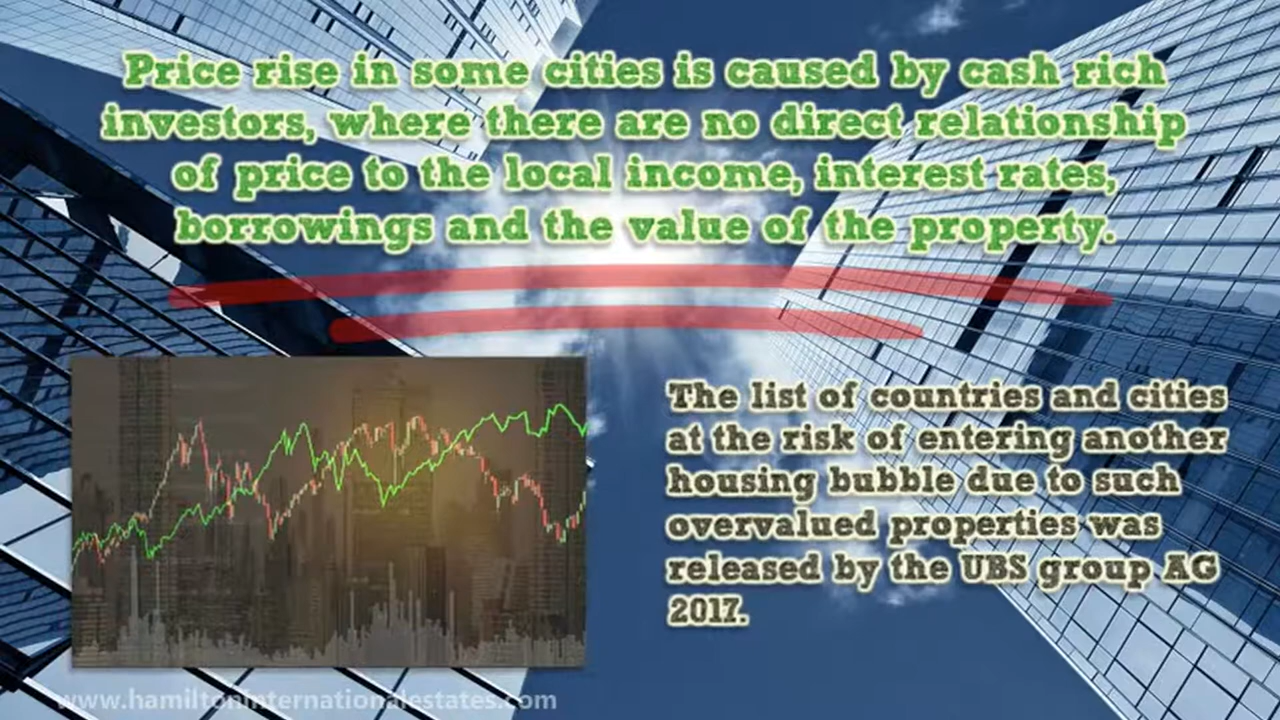 Price rise in some cities is caused by cash rich
investors, where there are no direct relationship
of price to the local income, interest rates,
borrowings and the value of the property.
The list of countries and cities
at the risk of entering another
housing bubble due to such
overvalued properties was
released by the UBS group AG
2017.
www.hamiltoninternationalestates.com